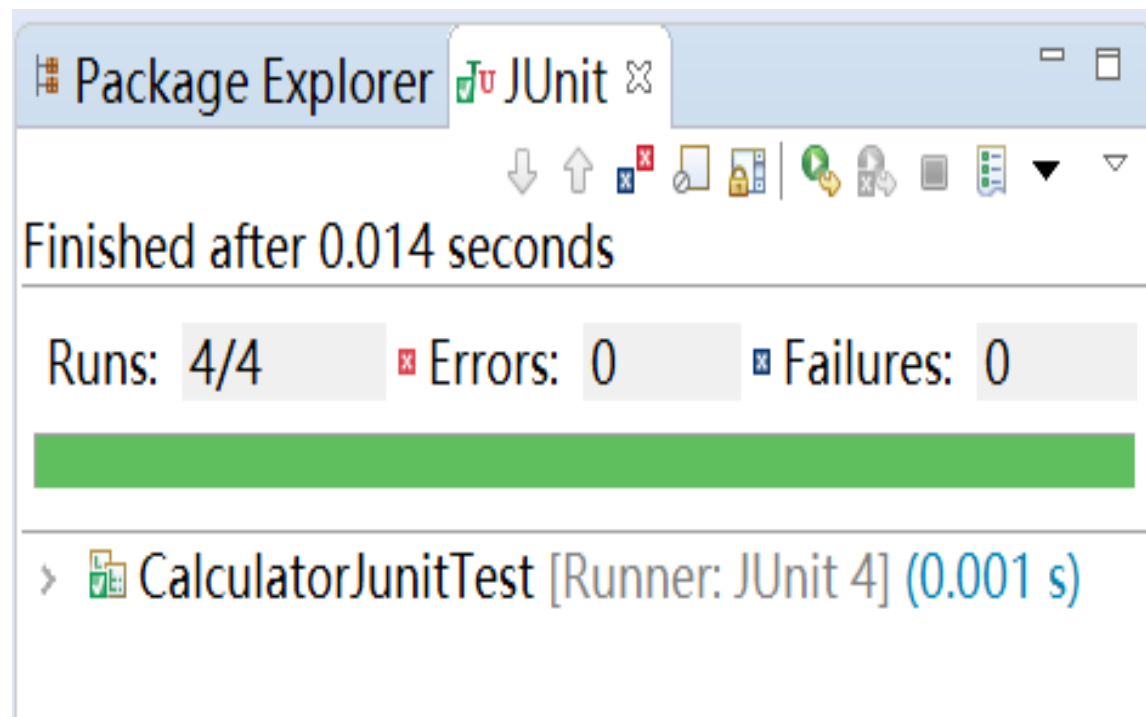 Package Explorer JUnit
Finished after 0.014 seconds
Runs: 4/4 Errors: 0 Failures: 0
CalculatorJunitTest [Runner: JUnit 4] (0.001 s)